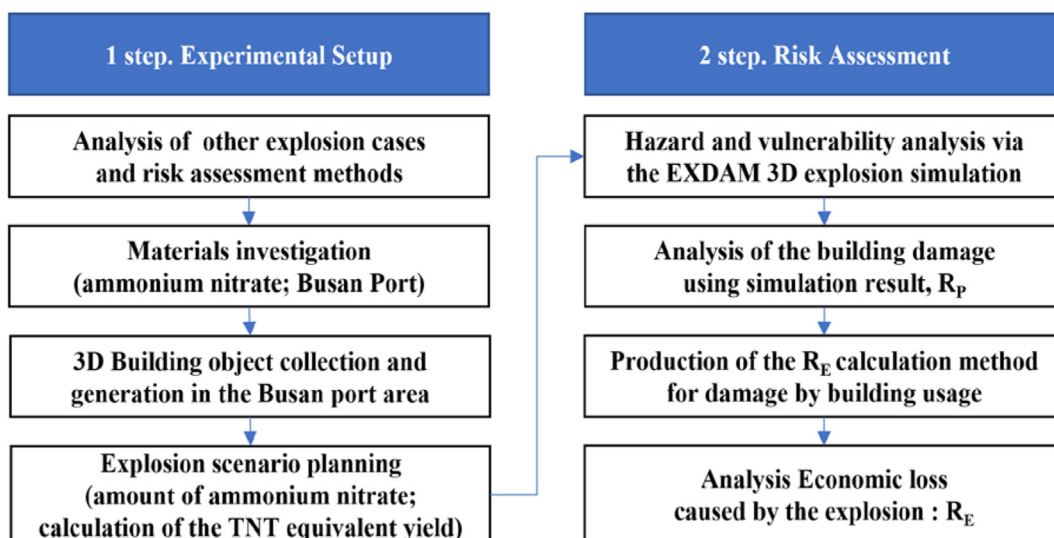 1 step. Experimental Setup
Analysis of other explosion cases
and risk assessment methods
Materials investigation
(ammonium nitrate; Busan Port)
3D Building object collection and
generation in the Busan port area
Explosion scenario planning
(amount of ammonium nitrate;
calculation of the TNT equivalent yield)
2 step. Risk Assessment
Hazard and vulnerability analysis via
the EXDAM 3D explosion simulation
Analysis of the building damage
using simulation result, R_P
Production of the R_E calculation method
for damage by building usage
Analysis Economic loss
caused by the explosion : R_E